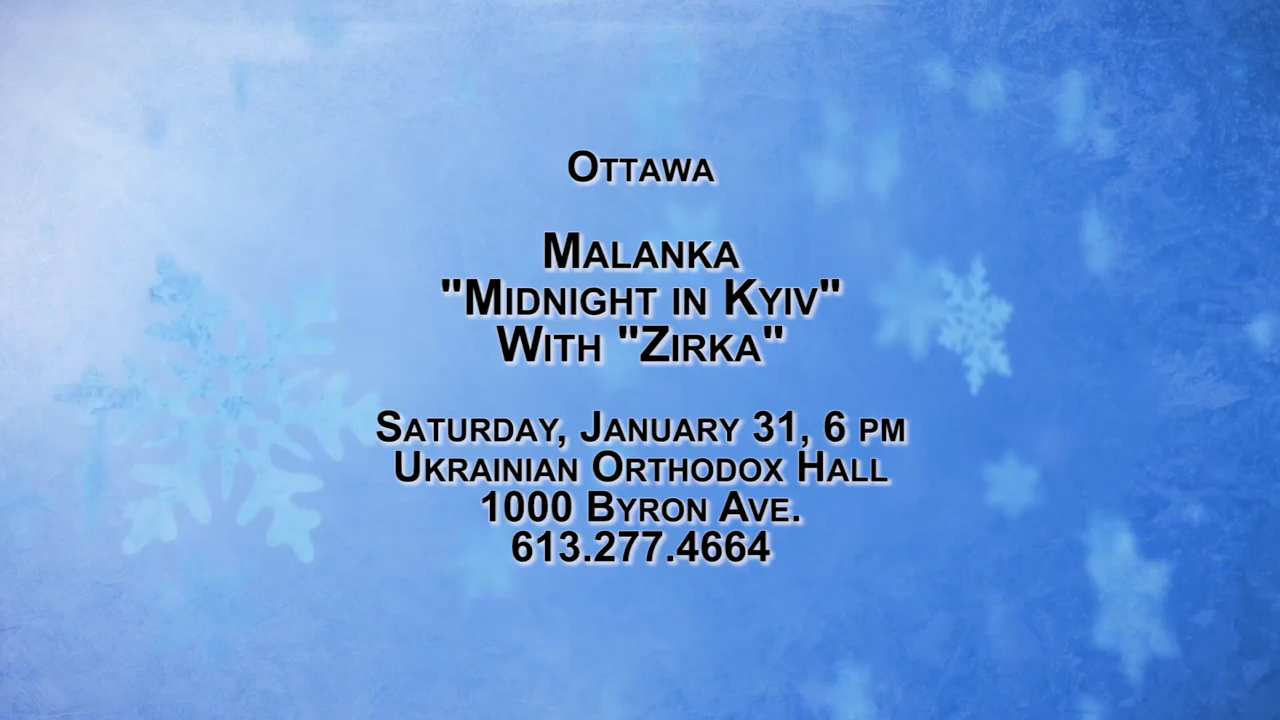 Ottawa
Malanka
"Midnight in Kyiv"
With "Zirka"
Saturday, January 31, 6 pm
Ukrainian Orthodox Hall
1000 Byron Ave.
613.277.4664